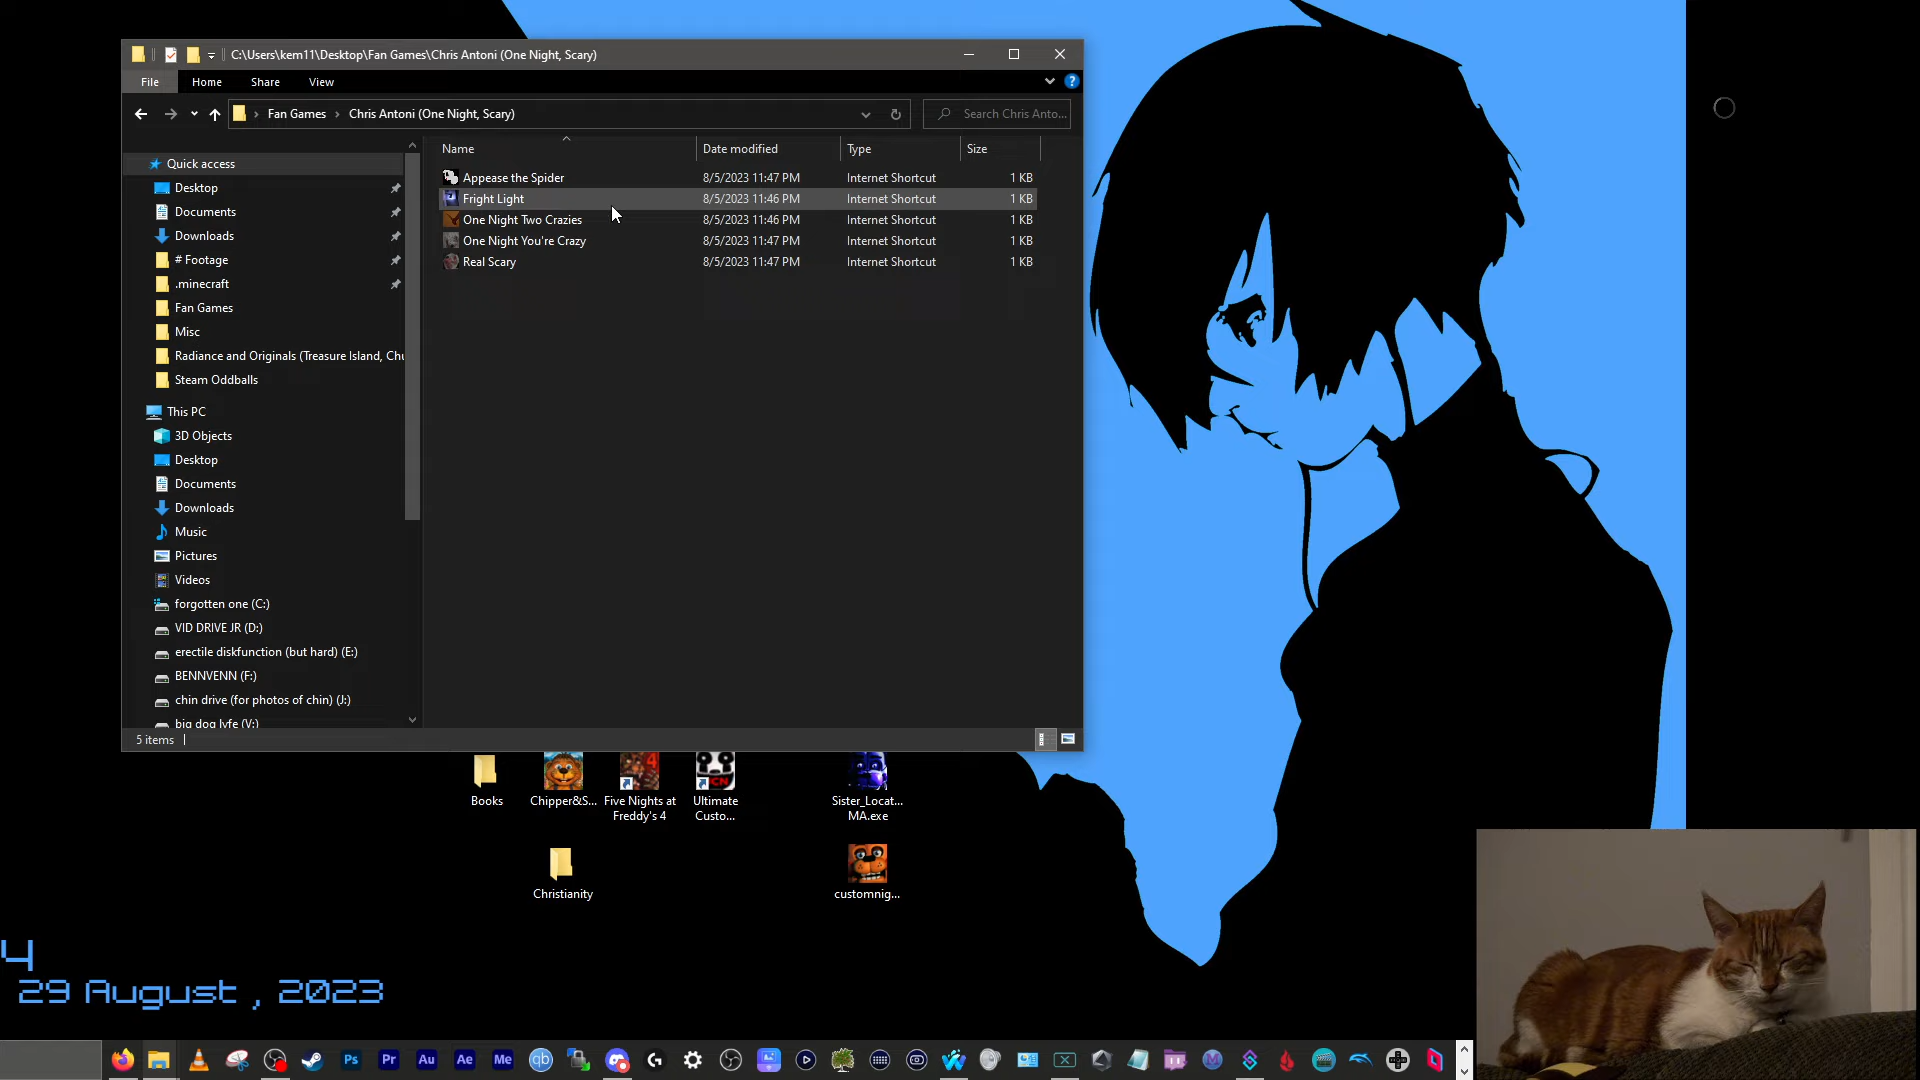 C:\Users\kem11\Desktop\Fan Games\Chris Antoni (One Night, Scary)
File Home Share View
Fan Games > Chris Antoni (One Night, Scary)
Search Chris Anto...
Name Date modified Type Size
Appease the Spider 8/5/2023 11:47 PM Internet Shortcut 1 KB
Fright Light 8/5/2023 11:46 PM Internet Shortcut 1 KB
One Night Two Crazies 8/5/2023 11:46 PM Internet Shortcut 1 KB
One Night You're Crazy 8/5/2023 11:47 PM Internet Shortcut 1 KB
Real Scary 8/5/2023 11:47 PM Internet Shortcut 1 KB
Quick access
Desktop
Documents
Downloads
# Footage
.minecraft
Fan Games
Misc
Radiance and Originals (Treasure Island, Chu
Steam Oddballs
This PC
3D Objects
Desktop
Documents
Downloads
Music
Pictures
Videos
forgotten one (C:)
VID DRIVE JR (D:)
erectile diskfunction (but hard) (E:)
BENNVENN (F:)
chin drive (for photos of chin) (J:)
big dog lyfe (V:)
5 items
Books
Chipper&S...
4
Five Nights at
Freddy's 4
CN
Ultimate
Custo...
Sister_Locat...
MA.exe
Christianity
customnig...
4
29 August , 2023
Ps Pr Au Ae Me qb